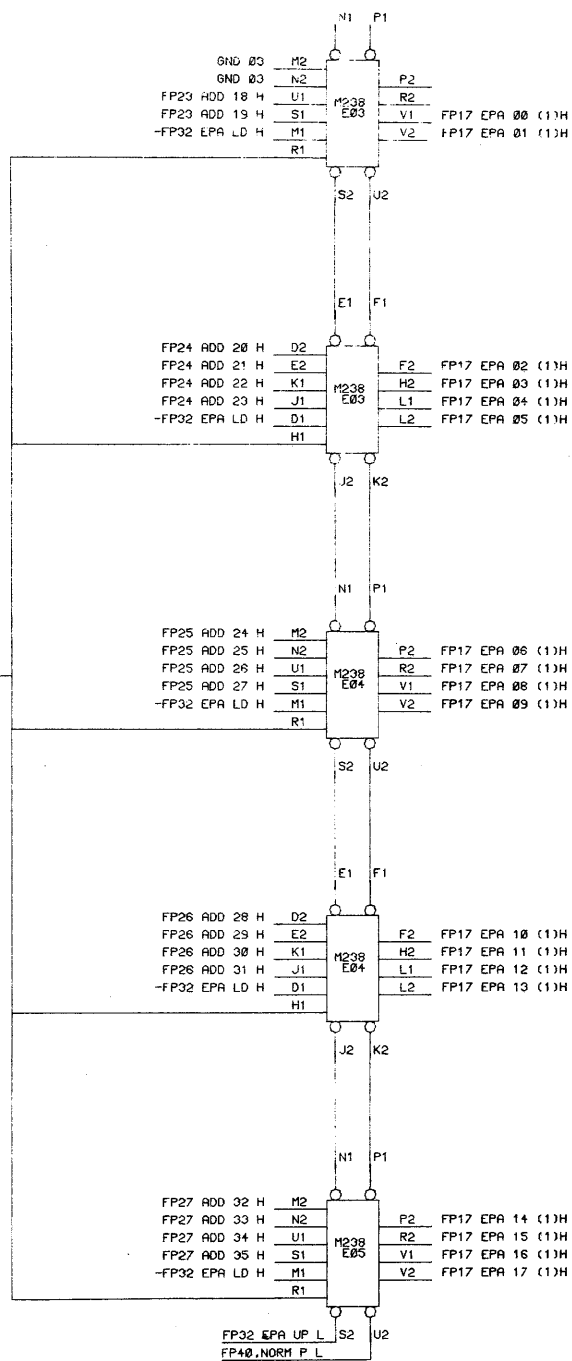 N1 P1
GND Ø3 M2
GND Ø3 N2 P2
FP23 ADD 18 H U1 M238 R2
FP23 ADD 19 H S1 EØ3 V1 FP17 EPA ØØ (1)H
-FP32 EPA LD H M1 V2 FP17 EPA Ø1 (1)H
R1
S2 U2
E1 F1
FP24 ADD 20 H D2
FP24 ADD 21 H E2 F2 FP17 EPA Ø2 (1)H
FP24 ADD 22 H K1 M238 H2 FP17 EPA Ø3 (1)H
FP24 ADD 23 H J1 EØ3 L1 FP17 EPA Ø4 (1)H
-FP32 EPA LD H D1 L2 FP17 EPA Ø5 (1)H
H1
J2 K2
N1 P1
FP25 ADD 24 H M2
FP25 ADD 25 H N2 P2 FP17 EPA Ø6 (1)H
FP25 ADD 26 H U1 M238 R2 FP17 EPA Ø7 (1)H
FP25 ADD 27 H S1 EØ4 V1 FP17 EPA Ø8 (1)H
-FP32 EPA LD H M1 V2 FP17 EPA Ø9 (1)H
R1
S2 U2
E1 F1
FP26 ADD 28 H D2
FP26 ADD 29 H E2 F2 FP17 EPA 1Ø (1)H
FP26 ADD 3Ø H K1 M238 H2 FP17 EPA 11 (1)H
FP26 ADD 31 H J1 EØ4 L1 FP17 EPA 12 (1)H
-FP32 EPA LD H D1 L2 FP17 EPA 13 (1)H
H1
J2 K2
N1 P1
FP27 ADD 32 H M2
FP27 ADD 33 H N2 P2 FP17 EPA 14 (1)H
FP27 ADD 34 H U1 M238 R2 FP17 EPA 15 (1)H
FP27 ADD 35 H S1 EØ5 V1 FP17 EPA 16 (1)H
-FP32 EPA LD H M1 V2 FP17 EPA 17 (1)H
R1
FP32 EPA UP L S2 U2
FP4Ø.NORM P L